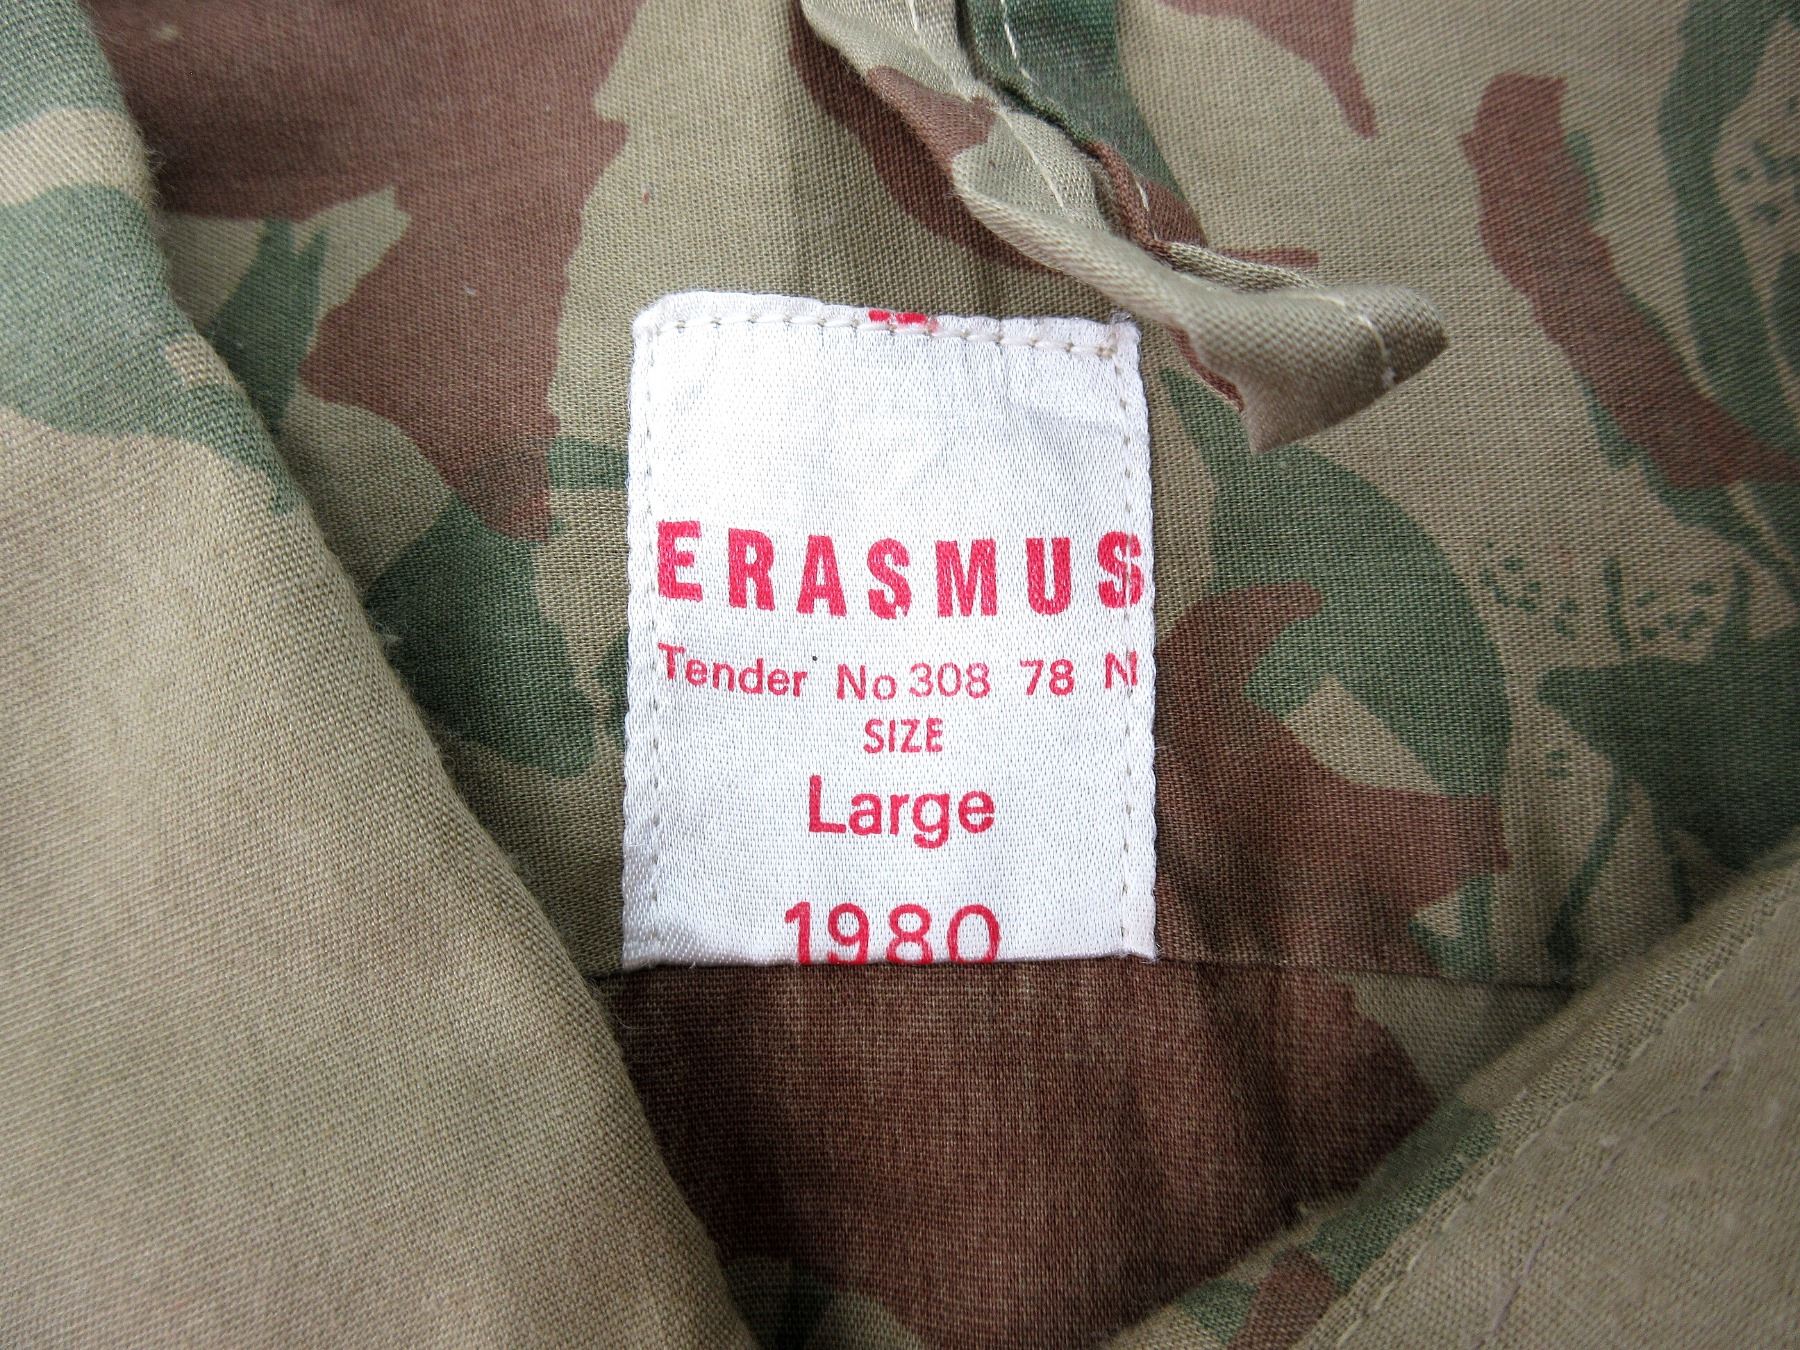 ERASMUS
Tender No 308 78
SIZE
Large
1980